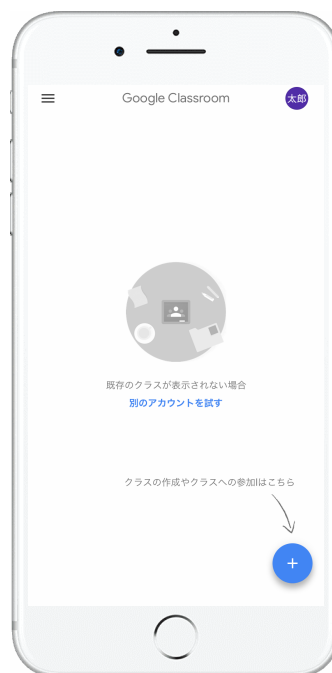 Google Classroom
太郎
既存のクラスが表示されない場合
別のアカウントを試す
クラスの作成やクラスへの参加はこちら